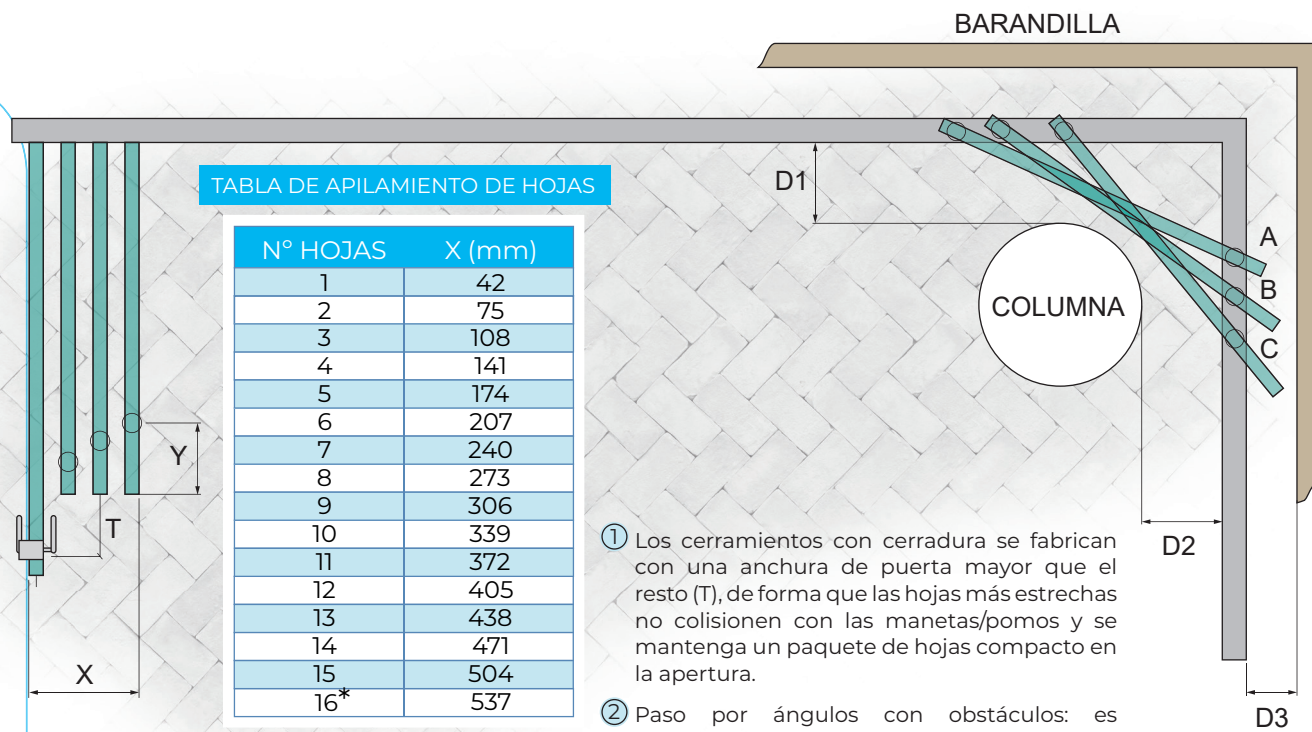 BARANDILLA
TABLA DE APILAMIENTO DE HOJAS
Nº HOJAS X (mm)
1 42
2 75
3 108
4 141
5 174
6 207
7 240
8 273
9 306
10 339
11 372
12 405
13 438
14 471
15 504
16* 537
D1
COLUMNA
A
B
C
Y
T
X
D2
D3
1 Los cerramientos con cerradura se fabrican
con una anchura de puerta mayor que el
resto (T), de forma que las hojas más estrechas
no colisionen con las manetas/pomos y se
mantenga un paquete de hojas compacto en
la apertura.
2 Paso por ángulos con obstáculos: es